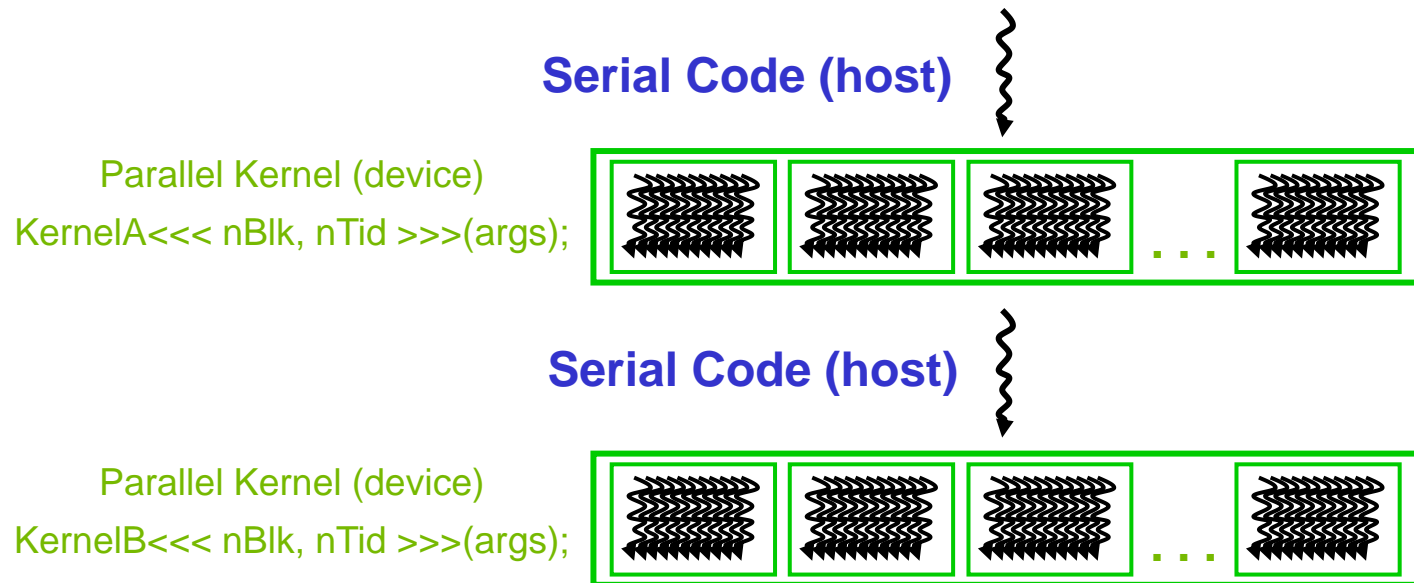 Serial Code (host)
Parallel Kernel (device)
KernelA<<< nBlk, nTid >>>(args);
. . .
Serial Code (host)
Parallel Kernel (device)
KernelB<<< nBlk, nTid >>>(args);
. . .